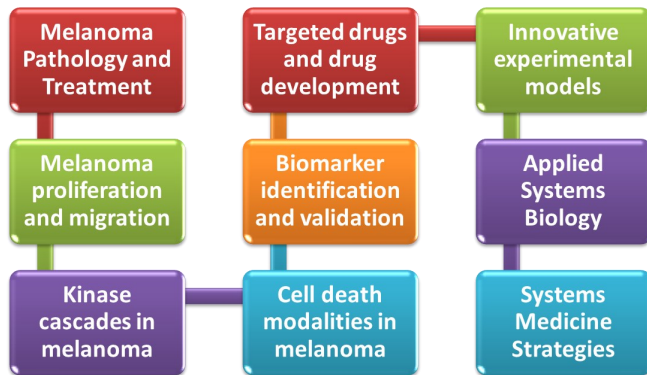 Melanoma
Pathology and
Treatment
Melanoma
proliferation
and migration
Kinase
cascades in
melanoma
Cell death
modalities in
melanoma
Biomarker
identification
and validation
Targeted drugs
and drug
development
Innovative
experimental
models
Applied
Systems
Biology
Systems
Medicine
Strategies